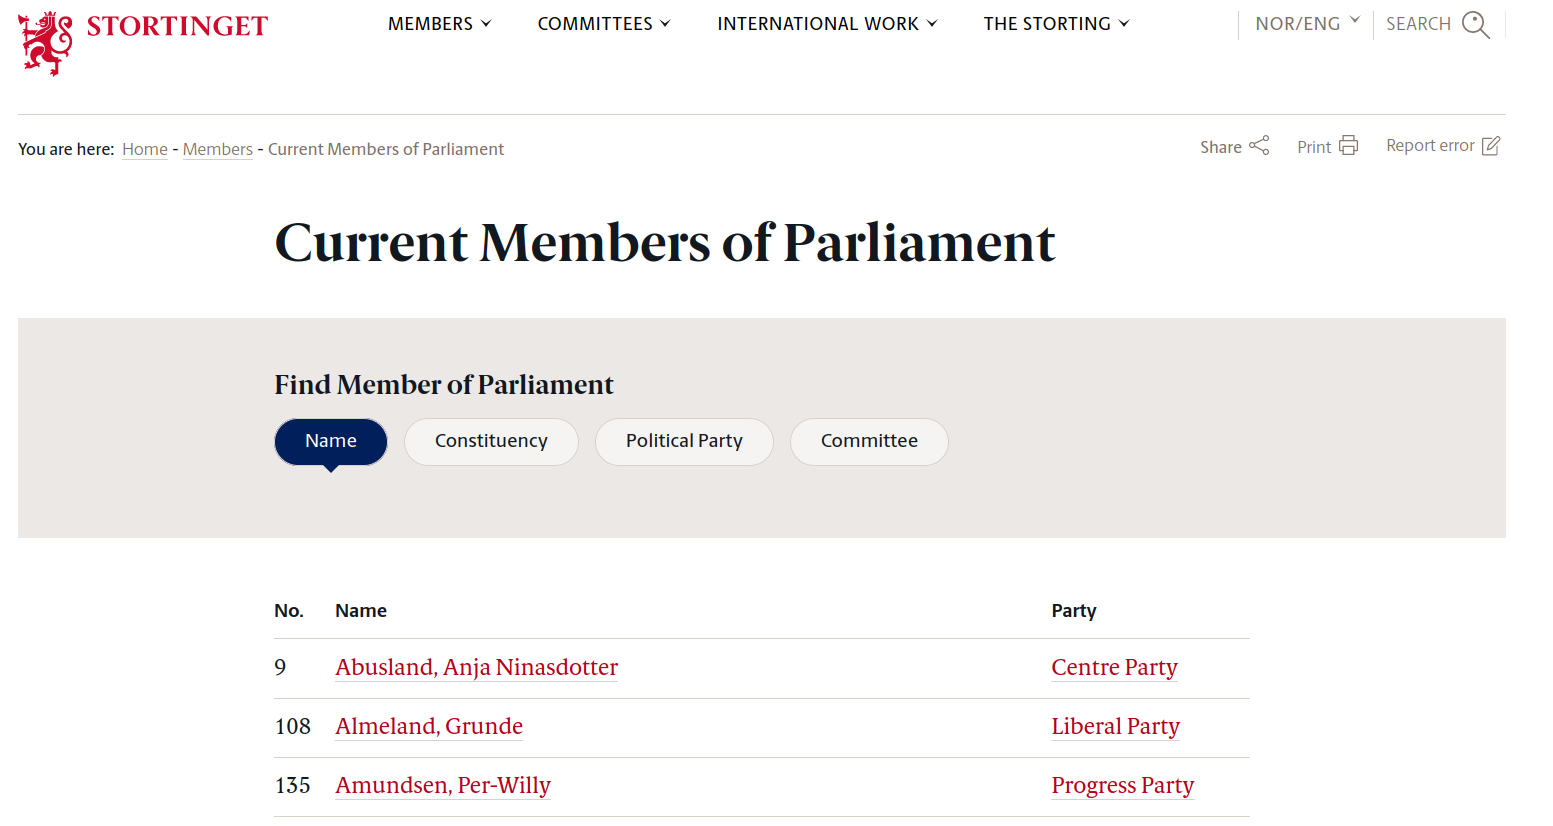 STORTINGET
MEMBERS COMMITTEES INTERNATIONAL WORK THE STORTING NOR/ENG SEARCH
You are here: Home - Members - Current Members of Parliament Share Print Report error
Current Members of Parliament
Find Member of Parliament
Name Constituency Political Party Committee
No. Name Party
9 Abusland, Anja Ninasdotter Centre Party
108 Almeland, Grunde Liberal Party
135 Amundsen, Per-Willy Progress Party